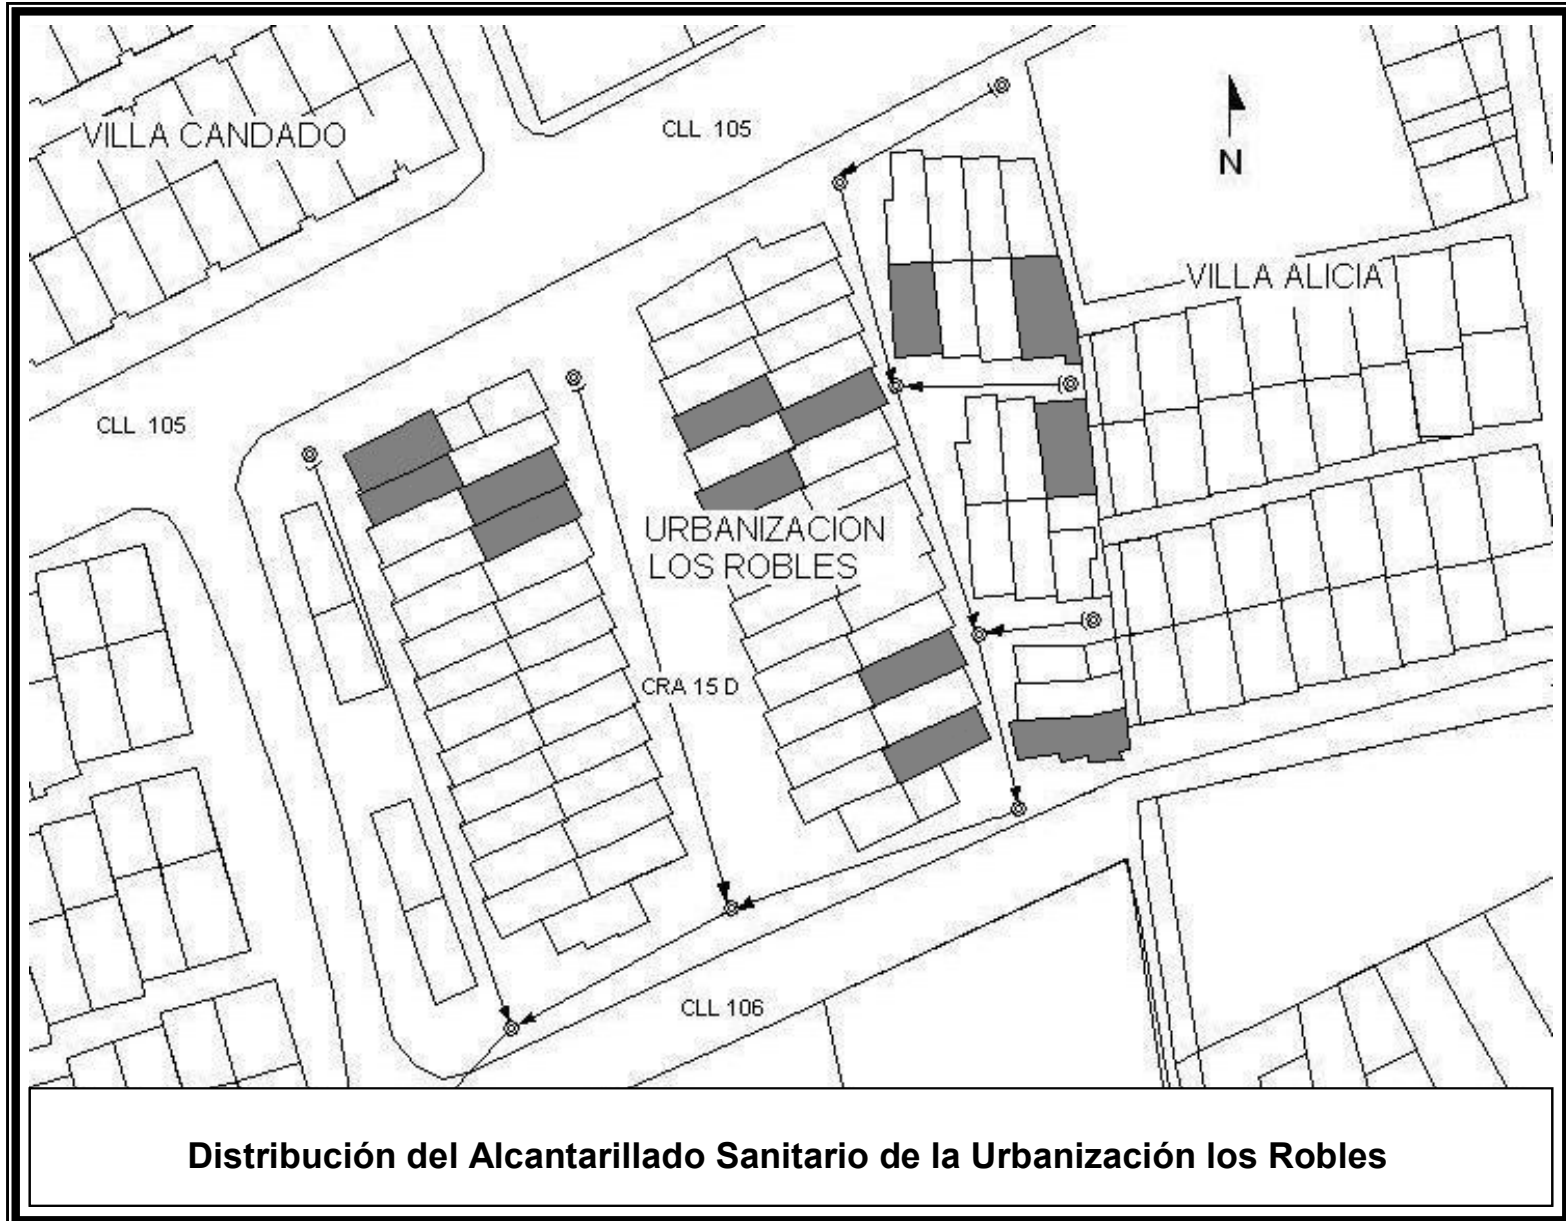 VILLA CANDADO
CLL 105
N
VILLA ALICIA
CLL 105
URBANIZACION
LOS ROBLES
CRA 15 D
CLL 106
Distribución del Alcantarillado Sanitario de la Urbanización los Robles